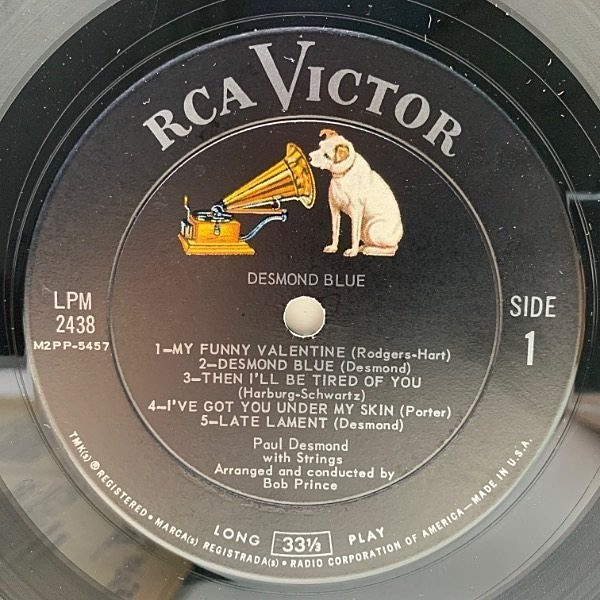 RCA VICTOR
DESMOND BLUE
LPM
2438
M2PP-5457
SIDE
1
1—MY FUNNY VALENTINE (Rodgers-Hart)
2—DESMOND BLUE (Desmond)
3—THEN I'LL BE TIRED OF YOU
(Harburg-Schwartz)
4—I'VE GOT YOU UNDER MY SKIN (Porter)
5—LATE LAMENT (Desmond)
Paul Desmond
with Strings
Arranged and conducted by
Bob Prince
LONG 33⅓ PLAY
TMK(s) ® REGISTERED • MARCA(s) REGISTRADA(s) • RADIO CORPORATION OF AMERICA—MADE IN U.S.A.